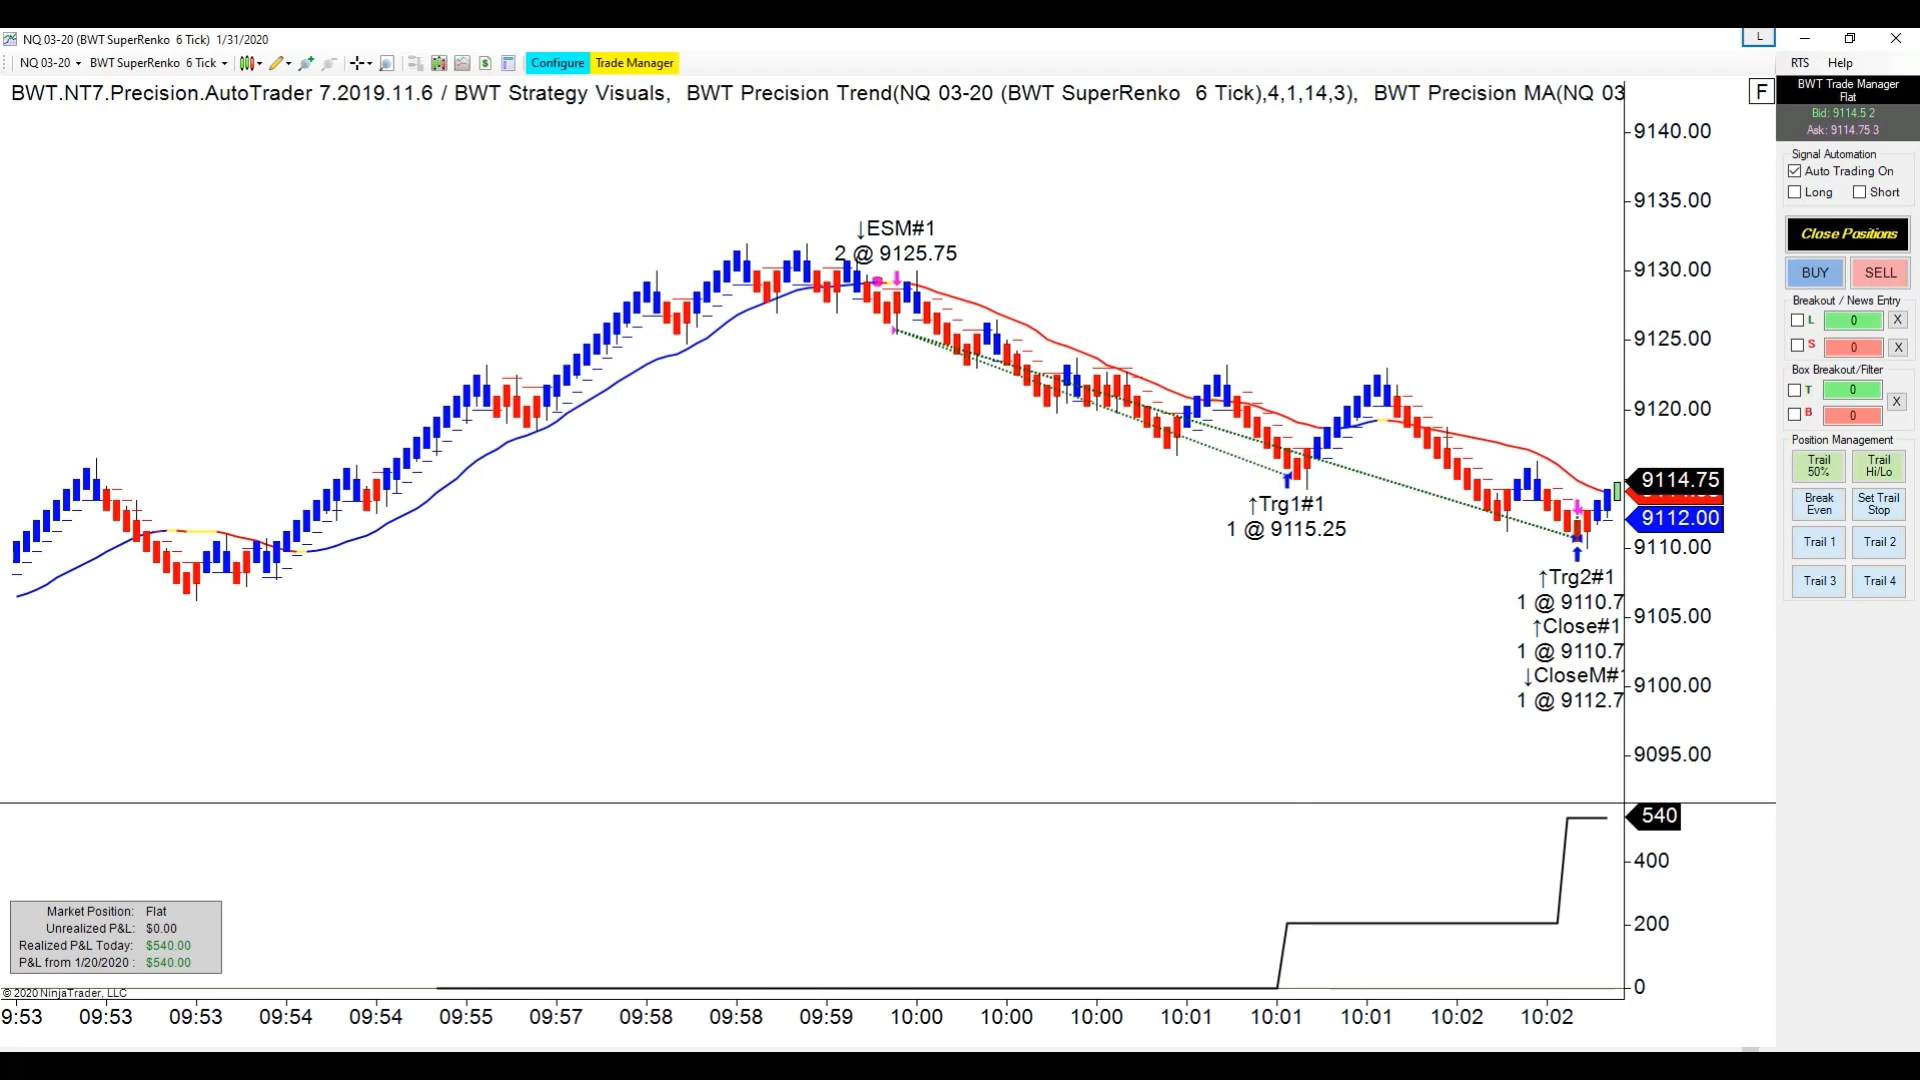 NQ 03-20 (BWT SuperRenko 6 Tick) 1/31/2020
L
NQ 03-20 BWT SuperRenko 6 Tick Configure Trade Manager
RTS Help
BWT.NT7.Precision.AutoTrader 7.2019.11.6 / BWT Strategy Visuals, BWT Precision Trend(NQ 03-20 (BWT SuperRenko 6 Tick),4,1,14,3), BWT Precision MA(NQ 03
F
↓ESM#1
2 @ 9125.75
↑Trg1#1
1 @ 9115.25
↑Trg2#1
1 @ 9110.7
↑Close#1
1 @ 9110.7
↓CloseM#1
1 @ 9112.7
9140.00
9135.00
9130.00
9125.00
9120.00
9114.75
9112.00
9110.00
9105.00
9100.00
9095.00
540
400
200
0
Market Position: Flat
Unrealized P&L: $0.00
Realized P&L Today: $540.00
P&L from 1/20/2020 : $540.00
© 2020 NinjaTrader, LLC
9:53 09:53 09:53 09:54 09:54 09:55 09:57 09:58 09:58 09:59 10:00 10:00 10:00 10:01 10:01 10:01 10:02 10:02
BWT Trade Manager
Flat
Bid: 9114.5 2
Ask: 9114.75 3
Signal Automation
Auto Trading On
Long Short
Close Positions
BUY SELL
Breakout / News Entry
L 0 X
S 0 X
Box Breakout/Filter
T 0
X
B 0
Position Management
Trail 50% Trail Hi/Lo
Break Even Set Trail Stop
Trail 1 Trail 2
Trail 3 Trail 4